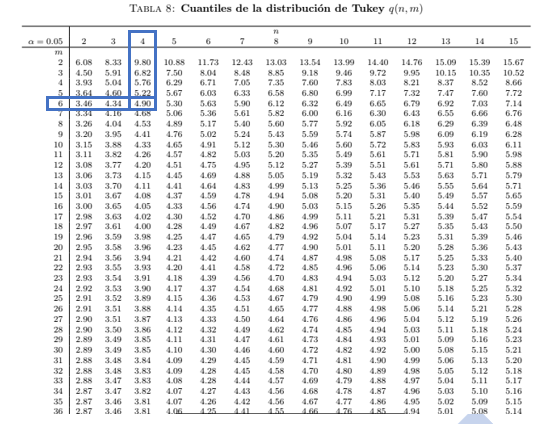 TABLA 8: Cuantiles de la distribución de Tukey q(n, m)
n
α = 0.05 2 3 4 5 6 7 8 9 10 11 12 13 14 15
m
2 6.08 8.33 9.80 10.88 11.73 12.43 13.03 13.54 13.99 14.40 14.76 15.09 15.39 15.67
3 4.50 5.91 6.82 7.50 8.04 8.48 8.85 9.18 9.46 9.72 9.95 10.15 10.35 10.52
4 3.93 5.04 5.76 6.29 6.71 7.05 7.35 7.60 7.83 8.03 8.21 8.37 8.52 8.66
5 3.64 4.60 5.22 5.67 6.03 6.33 6.58 6.80 6.99 7.17 7.32 7.47 7.60 7.72
6 3.46 4.34 4.90 5.30 5.63 5.90 6.12 6.32 6.49 6.65 6.79 6.92 7.03 7.14
7 3.34 4.16 4.68 5.06 5.36 5.61 5.82 6.00 6.16 6.30 6.43 6.55 6.66 6.76
8 3.26 4.04 4.53 4.89 5.17 5.40 5.60 5.77 5.92 6.05 6.18 6.29 6.39 6.48
9 3.20 3.95 4.41 4.76 5.02 5.24 5.43 5.59 5.74 5.87 5.98 6.09 6.19 6.28
10 3.15 3.88 4.33 4.65 4.91 5.12 5.30 5.46 5.60 5.72 5.83 5.93 6.03 6.11
11 3.11 3.82 4.26 4.57 4.82 5.03 5.20 5.35 5.49 5.61 5.71 5.81 5.90 5.98
12 3.08 3.77 4.20 4.51 4.75 4.95 5.12 5.27 5.39 5.51 5.61 5.71 5.80 5.88
13 3.06 3.73 4.15 4.45 4.69 4.88 5.05 5.19 5.32 5.43 5.53 5.63 5.71 5.79
14 3.03 3.70 4.11 4.41 4.64 4.83 4.99 5.13 5.25 5.36 5.46 5.55 5.64 5.71
15 3.01 3.67 4.08 4.37 4.59 4.78 4.94 5.08 5.20 5.31 5.40 5.49 5.57 5.65
16 3.00 3.65 4.05 4.33 4.56 4.74 4.90 5.03 5.15 5.26 5.35 5.44 5.52 5.59
17 2.98 3.63 4.02 4.30 4.52 4.70 4.86 4.99 5.11 5.21 5.31 5.39 5.47 5.54
18 2.97 3.61 4.00 4.28 4.49 4.67 4.82 4.96 5.07 5.17 5.27 5.35 5.43 5.50
19 2.96 3.59 3.98 4.25 4.47 4.65 4.79 4.92 5.04 5.14 5.23 5.31 5.39 5.46
20 2.95 3.58 3.96 4.23 4.45 4.62 4.77 4.90 5.01 5.11 5.20 5.28 5.36 5.43
21 2.94 3.56 3.94 4.21 4.42 4.60 4.74 4.87 4.98 5.08 5.17 5.25 5.33 5.40
22 2.93 3.55 3.93 4.20 4.41 4.58 4.72 4.85 4.96 5.06 5.14 5.23 5.30 5.37
23 2.93 3.54 3.91 4.18 4.39 4.56 4.70 4.83 4.94 5.03 5.12 5.20 5.27 5.34
24 2.92 3.53 3.90 4.17 4.37 4.54 4.68 4.81 4.92 5.01 5.10 5.18 5.25 5.32
25 2.91 3.52 3.89 4.15 4.36 4.53 4.67 4.79 4.90 4.99 5.08 5.16 5.23 5.30
26 2.91 3.51 3.88 4.14 4.35 4.51 4.65 4.77 4.88 4.98 5.06 5.14 5.21 5.28
27 2.90 3.51 3.87 4.13 4.33 4.50 4.64 4.76 4.86 4.96 5.04 5.12 5.19 5.26
28 2.90 3.50 3.86 4.12 4.32 4.49 4.62 4.74 4.85 4.94 5.03 5.11 5.18 5.24
29 2.89 3.49 3.85 4.11 4.31 4.47 4.61 4.73 4.84 4.93 5.01 5.09 5.16 5.23
30 2.89 3.49 3.85 4.10 4.30 4.46 4.60 4.72 4.82 4.92 5.00 5.08 5.15 5.21
31 2.88 3.48 3.84 4.09 4.29 4.45 4.59 4.71 4.81 4.90 4.99 5.06 5.13 5.20
32 2.88 3.48 3.83 4.09 4.28 4.45 4.58 4.70 4.80 4.89 4.98 5.05 5.12 5.18
33 2.88 3.47 3.83 4.08 4.28 4.44 4.57 4.69 4.79 4.88 4.97 5.04 5.11 5.17
34 2.87 3.47 3.82 4.07 4.27 4.43 4.56 4.68 4.78 4.87 4.96 5.03 5.10 5.16
35 2.87 3.46 3.81 4.07 4.26 4.42 4.56 4.67 4.77 4.86 4.95 5.02 5.09 5.15
36 2.87 3.46 3.81 4.06 4.25 4.41 4.55 4.66 4.76 4.85 4.94 5.01 5.08 5.14